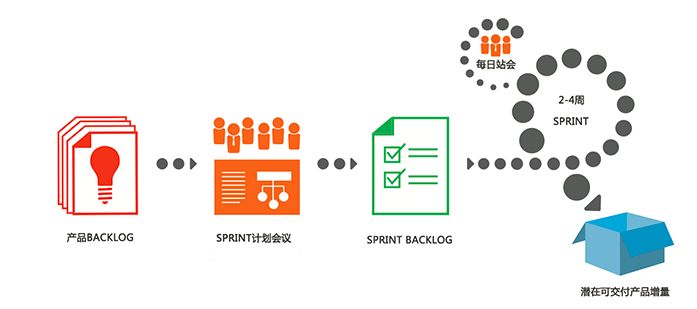 每日站会
2-4周
SPRINT
产品BACKLOG
SPRINT计划会议
SPRINT BACKLOG
潜在可交付产品增量